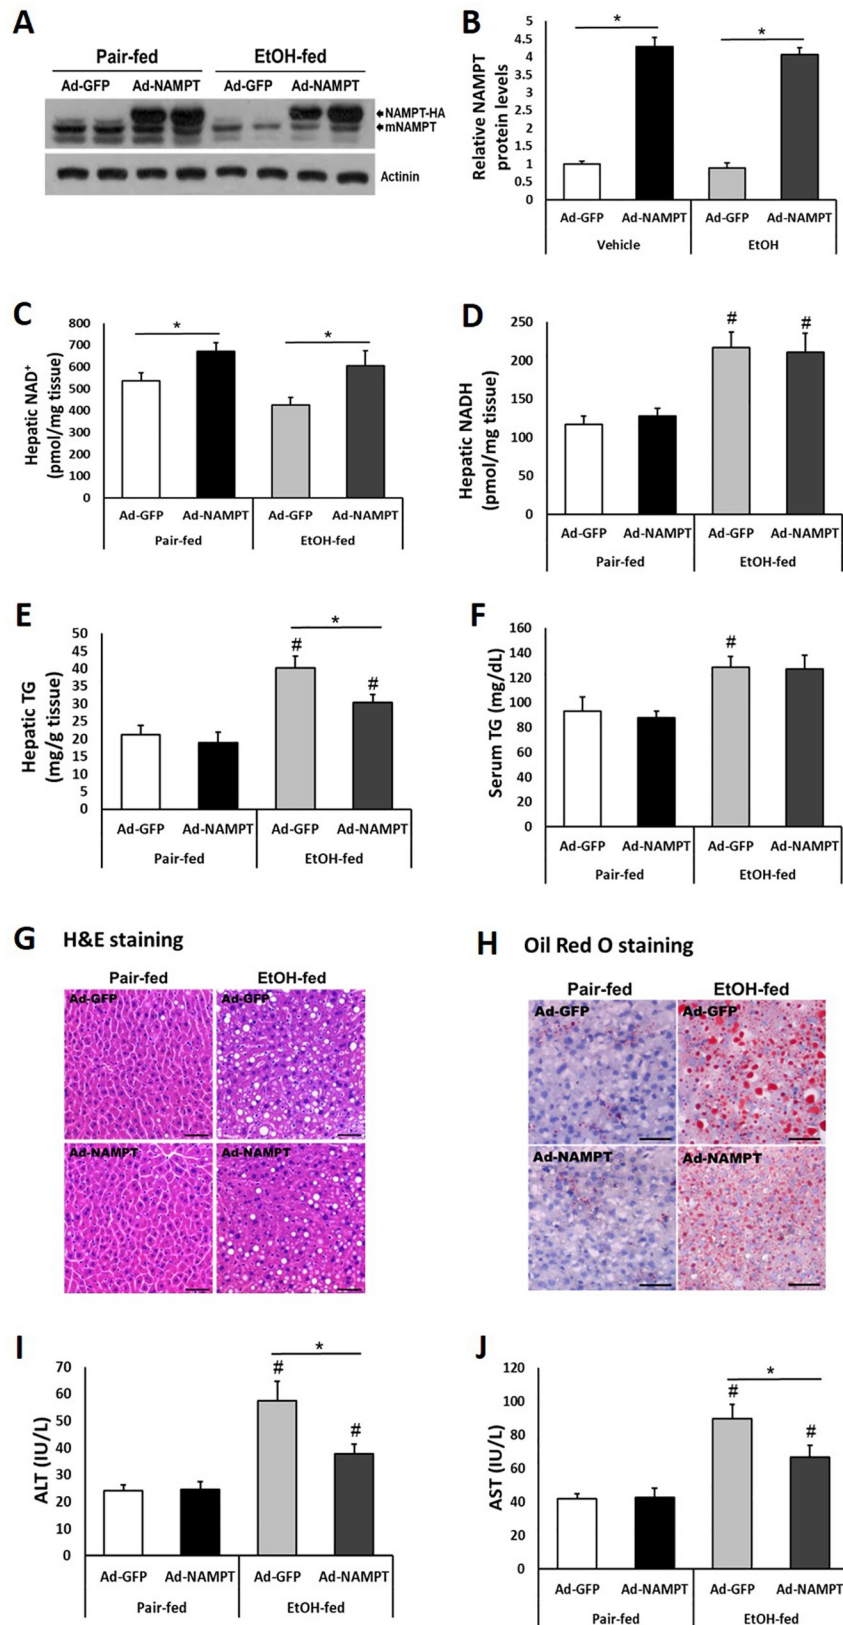 A
Pair-fed EtOH-fed
Ad-GFP Ad-NAMPT Ad-GFP Ad-NAMPT
NAMPT-HA
mNAMPT
Actinin
B
Relative NAMPT
protein levels
5
4.5
4
3.5
3
2.5
2
1.5
1
0.5
0
* *
Ad-GFP Ad-NAMPT Ad-GFP Ad-NAMPT
Vehicle EtOH
C
Hepatic NAD⁺
(pmol/mg tissue)
800
700
600
500
400
300
200
100
0
* *
Ad-GFP Ad-NAMPT Ad-GFP Ad-NAMPT
Pair-fed EtOH-fed
D
Hepatic NADH
(pmol/mg tissue)
250
200
150
100
50
0
# #
Ad-GFP Ad-NAMPT Ad-GFP Ad-NAMPT
Pair-fed EtOH-fed
E
Hepatic TG
(mg/g tissue)
50
45
40
35
30
25
20
15
10
5
0
*
# #
Ad-GFP Ad-NAMPT Ad-GFP Ad-NAMPT
Pair-fed EtOH-fed
F
Serum TG (mg/dL)
160
140
120
100
80
60
40
20
0
#
Ad-GFP Ad-NAMPT Ad-GFP Ad-NAMPT
Pair-fed EtOH-fed
G H&E staining
Pair-fed EtOH-fed
Ad-GFP Ad-GFP
Ad-NAMPT Ad-NAMPT
H Oil Red O staining
Pair-fed EtOH-fed
Ad-GFP Ad-GFP
Ad-NAMPT Ad-NAMPT
I
ALT (IU/L)
70
60
50
40
30
20
10
0
*
# #
Ad-GFP Ad-NAMPT Ad-GFP Ad-NAMPT
Pair-fed EtOH-fed
J
AST (IU/L)
120
100
80
60
40
20
0
*
# #
Ad-GFP Ad-NAMPT Ad-GFP Ad-NAMPT
Pair-fed EtOH-fed